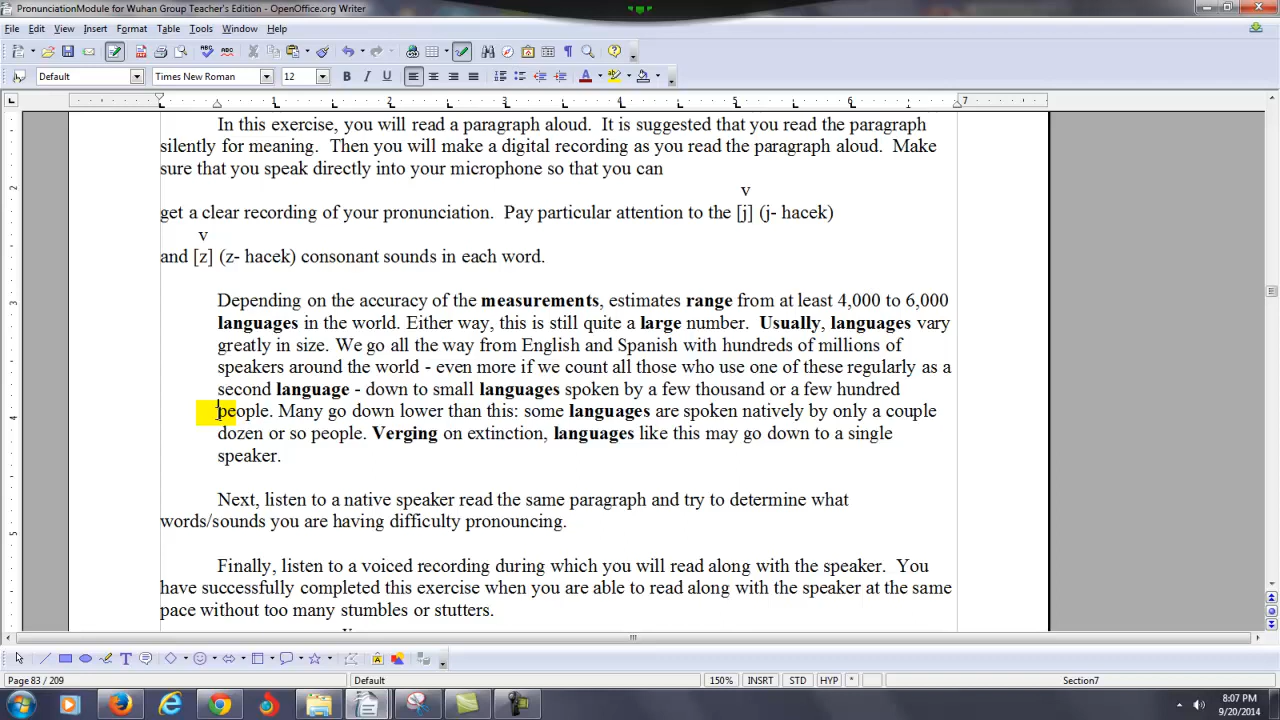 PronunciationModule for Wuhan Group Teacher's Edition - OpenOffice.org Writer
File Edit View Insert Format Table Tools Window Help
Default Times New Roman 12
1 2 3 4 5 6 7
In this exercise, you will read a paragraph aloud. It is suggested that you read the paragraph
silently for meaning. Then you will make a digital recording as you read the paragraph aloud. Make
sure that you speak directly into your microphone so that you can
v
get a clear recording of your pronunciation. Pay particular attention to the [j] (j- hacek)
v
and [z] (z- hacek) consonant sounds in each word.
Depending on the accuracy of the measurements, estimates range from at least 4,000 to 6,000
languages in the world. Either way, this is still quite a large number. Usually, languages vary
greatly in size. We go all the way from English and Spanish with hundreds of millions of
speakers around the world - even more if we count all those who use one of these regularly as a
second language - down to small languages spoken by a few thousand or a few hundred
people. Many go down lower than this: some languages are spoken natively by only a couple
dozen or so people. Verging on extinction, languages like this may go down to a single
speaker.
Next, listen to a native speaker read the same paragraph and try to determine what
words/sounds you are having difficulty pronouncing.
Finally, listen to a voiced recording during which you will read along with the speaker. You
have successfully completed this exercise when you are able to read along with the speaker at the same
pace without too many stumbles or stutters.
Page 83 / 209 Default 150% INSRT STD HYP * Section7
8:07 PM
9/20/2014